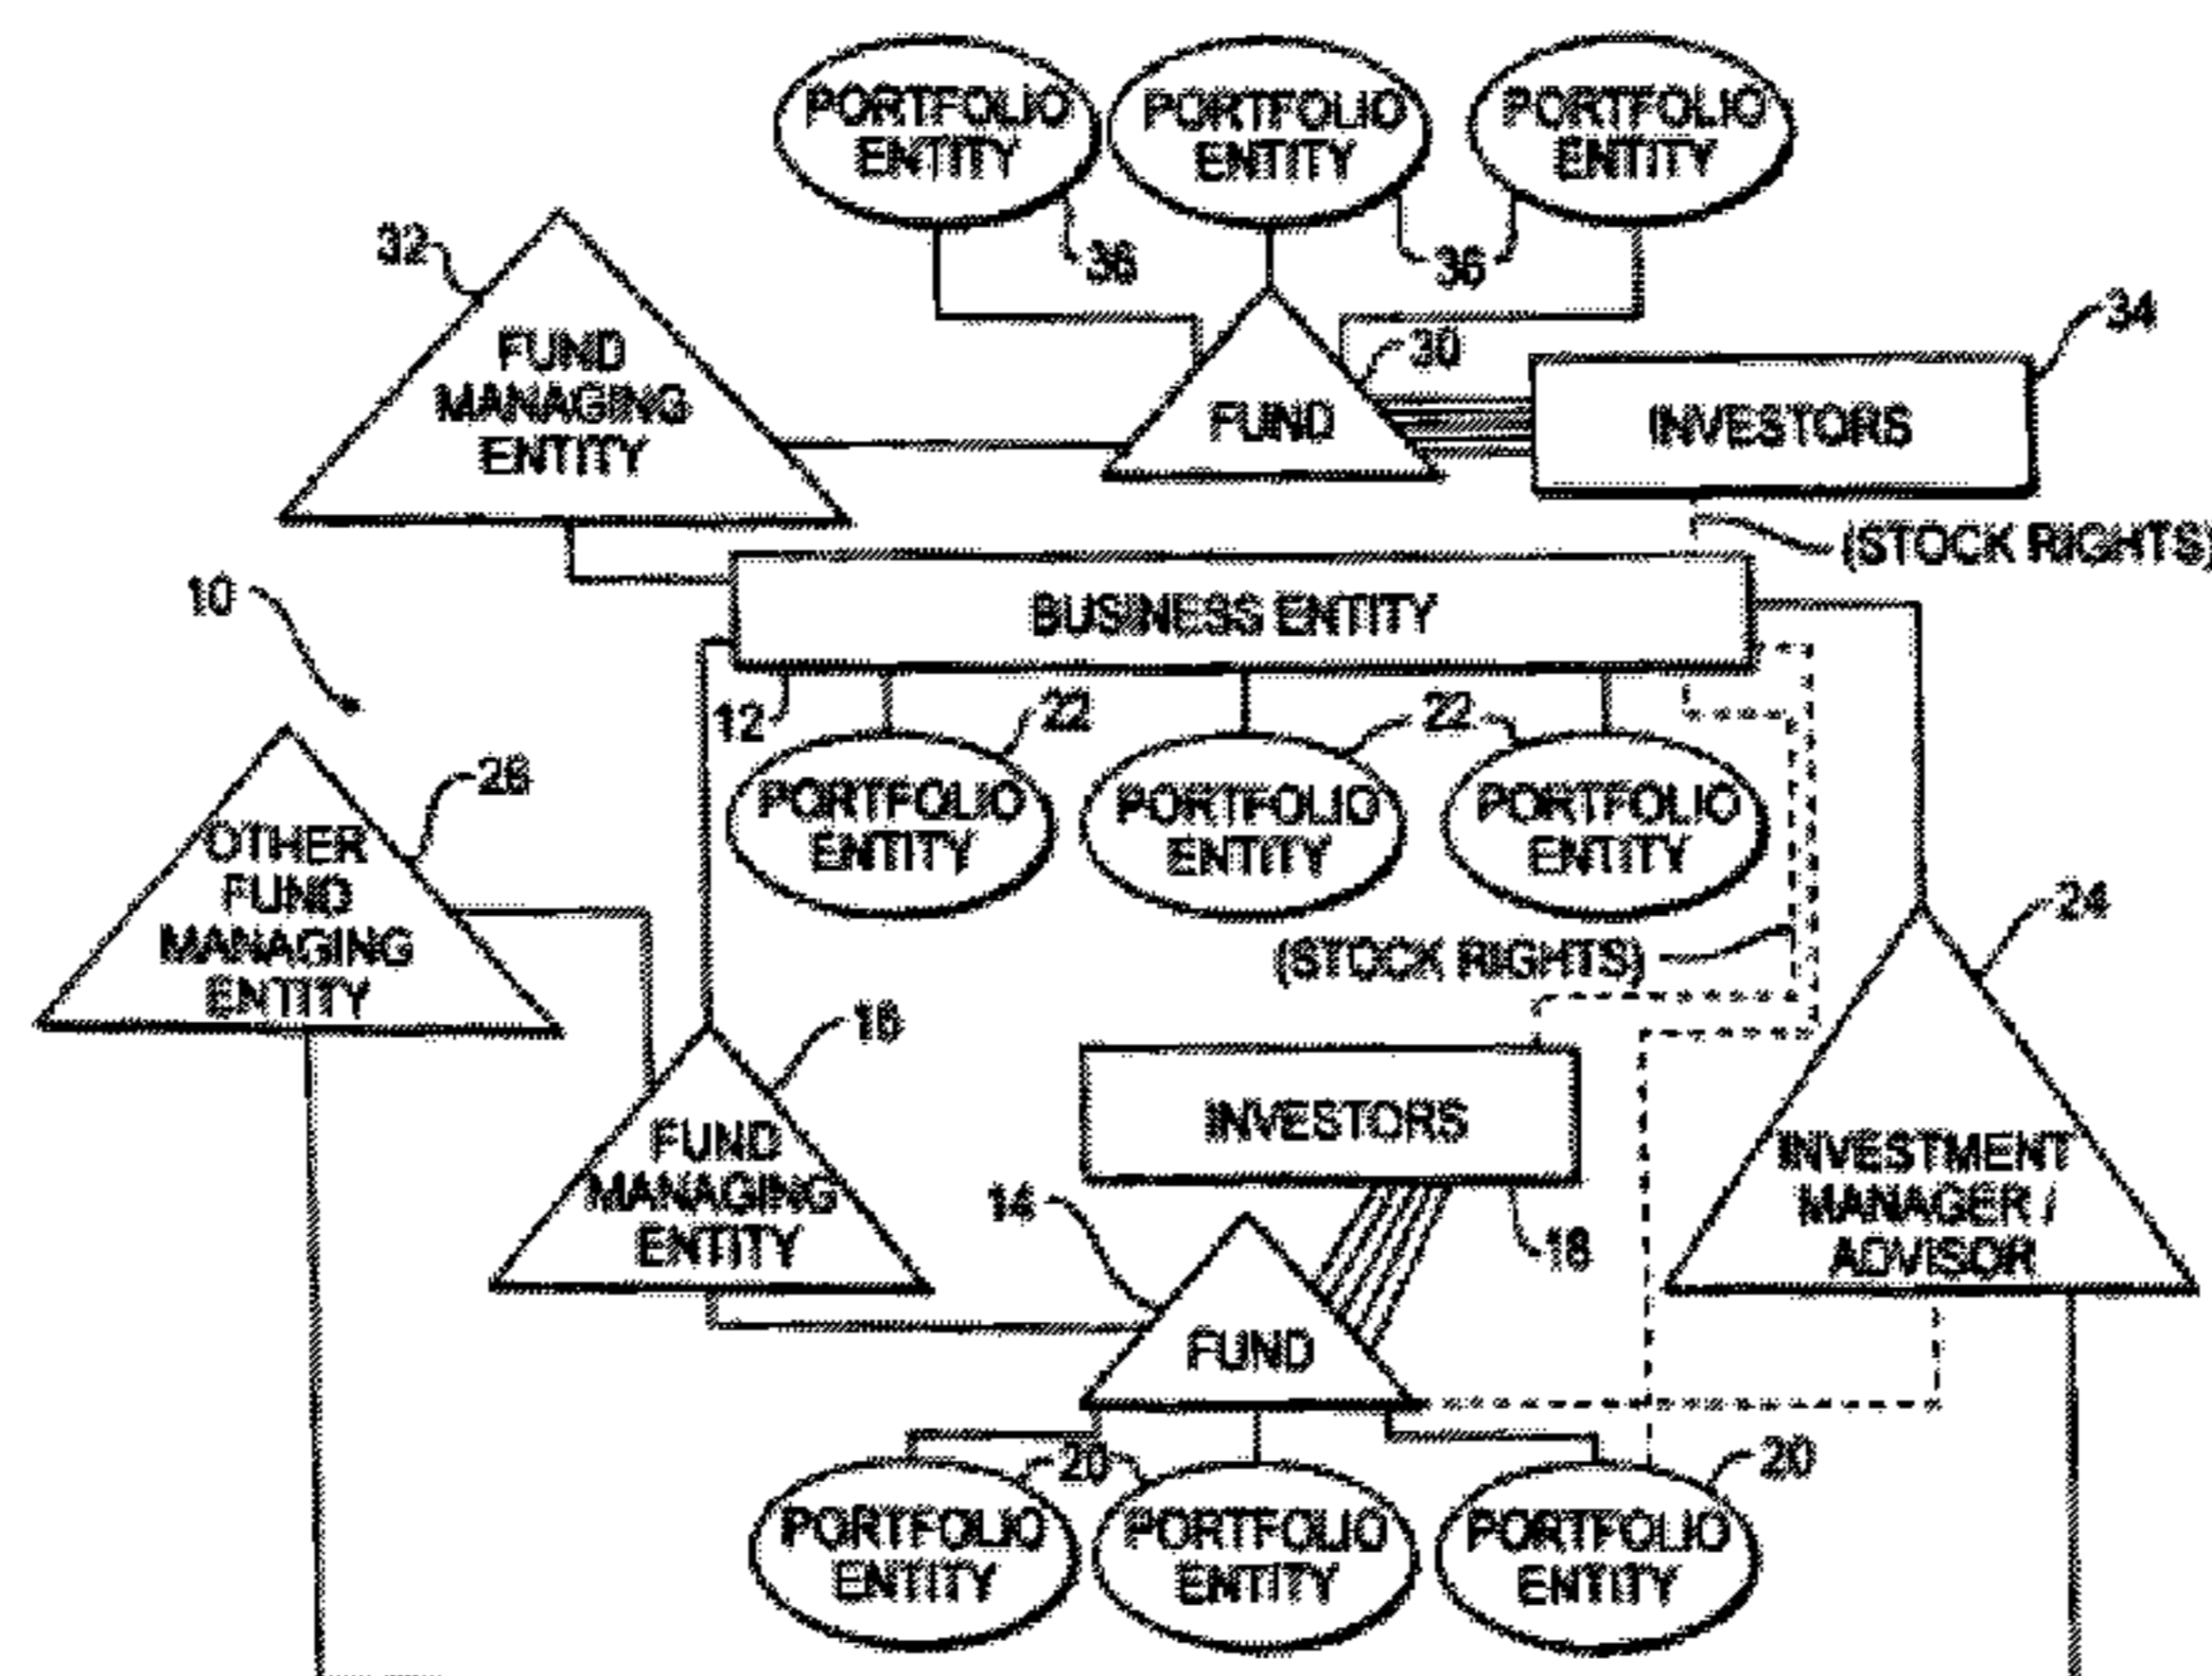 PORTFOLIO
ENTITY
PORTFOLIO
ENTITY
PORTFOLIO
ENTITY
32
36
36
34
FUND
MANAGING
ENTITY
30
FUND
INVESTORS
(STOCK RIGHTS)
10
BUSINESS ENTITY
12
22
22
26
PORTFOLIO
ENTITY
PORTFOLIO
ENTITY
PORTFOLIO
ENTITY
OTHER
FUND
MANAGING
ENTITY
24
(STOCK RIGHTS)
FUND
MANAGING
ENTITY
INVESTORS
INVESTMENT
MANAGER /
ADVISOR
14
FUND
20
20
PORTFOLIO
ENTITY
PORTFOLIO
ENTITY
PORTFOLIO
ENTITY